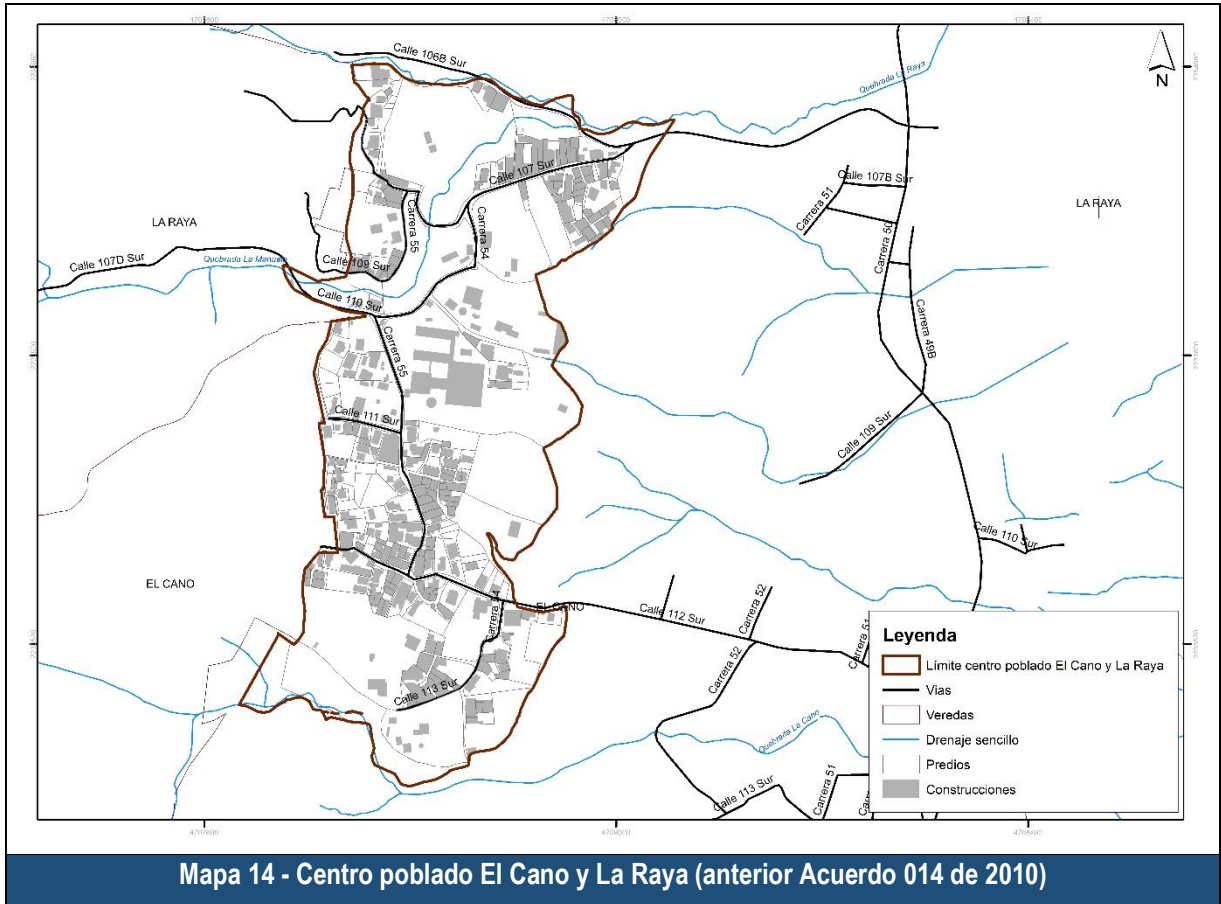 Calle 106B Sur
Quebrada La Raya
N
Calle 107 Sur
Calle 107B Sur
Carrera 51
LA RAYA
LA RAYA
Carrera 55
Carrera 54
Carrera 50
Calle 107D Sur
Quebrada La Manuela
Calle 109 Sur
Calle 110 Sur
Carrera 49B
Carrera 55
Calle 111 Sur
Calle 109 Sur
Calle 110 Sur
EL CANO
EL CANO
Carrera 54
Calle 112 Sur
Carrera 52
Carrera 51
Carrera 52
Calle 113 Sur
Quebrada La Cano
Calle 113 Sur
Carrera 51
Leyenda
Límite centro poblado El Cano y La Raya
Vías
Veredas
Drenaje sencillo
Predios
Construcciones
Mapa 14 - Centro poblado El Cano y La Raya (anterior Acuerdo 014 de 2010)